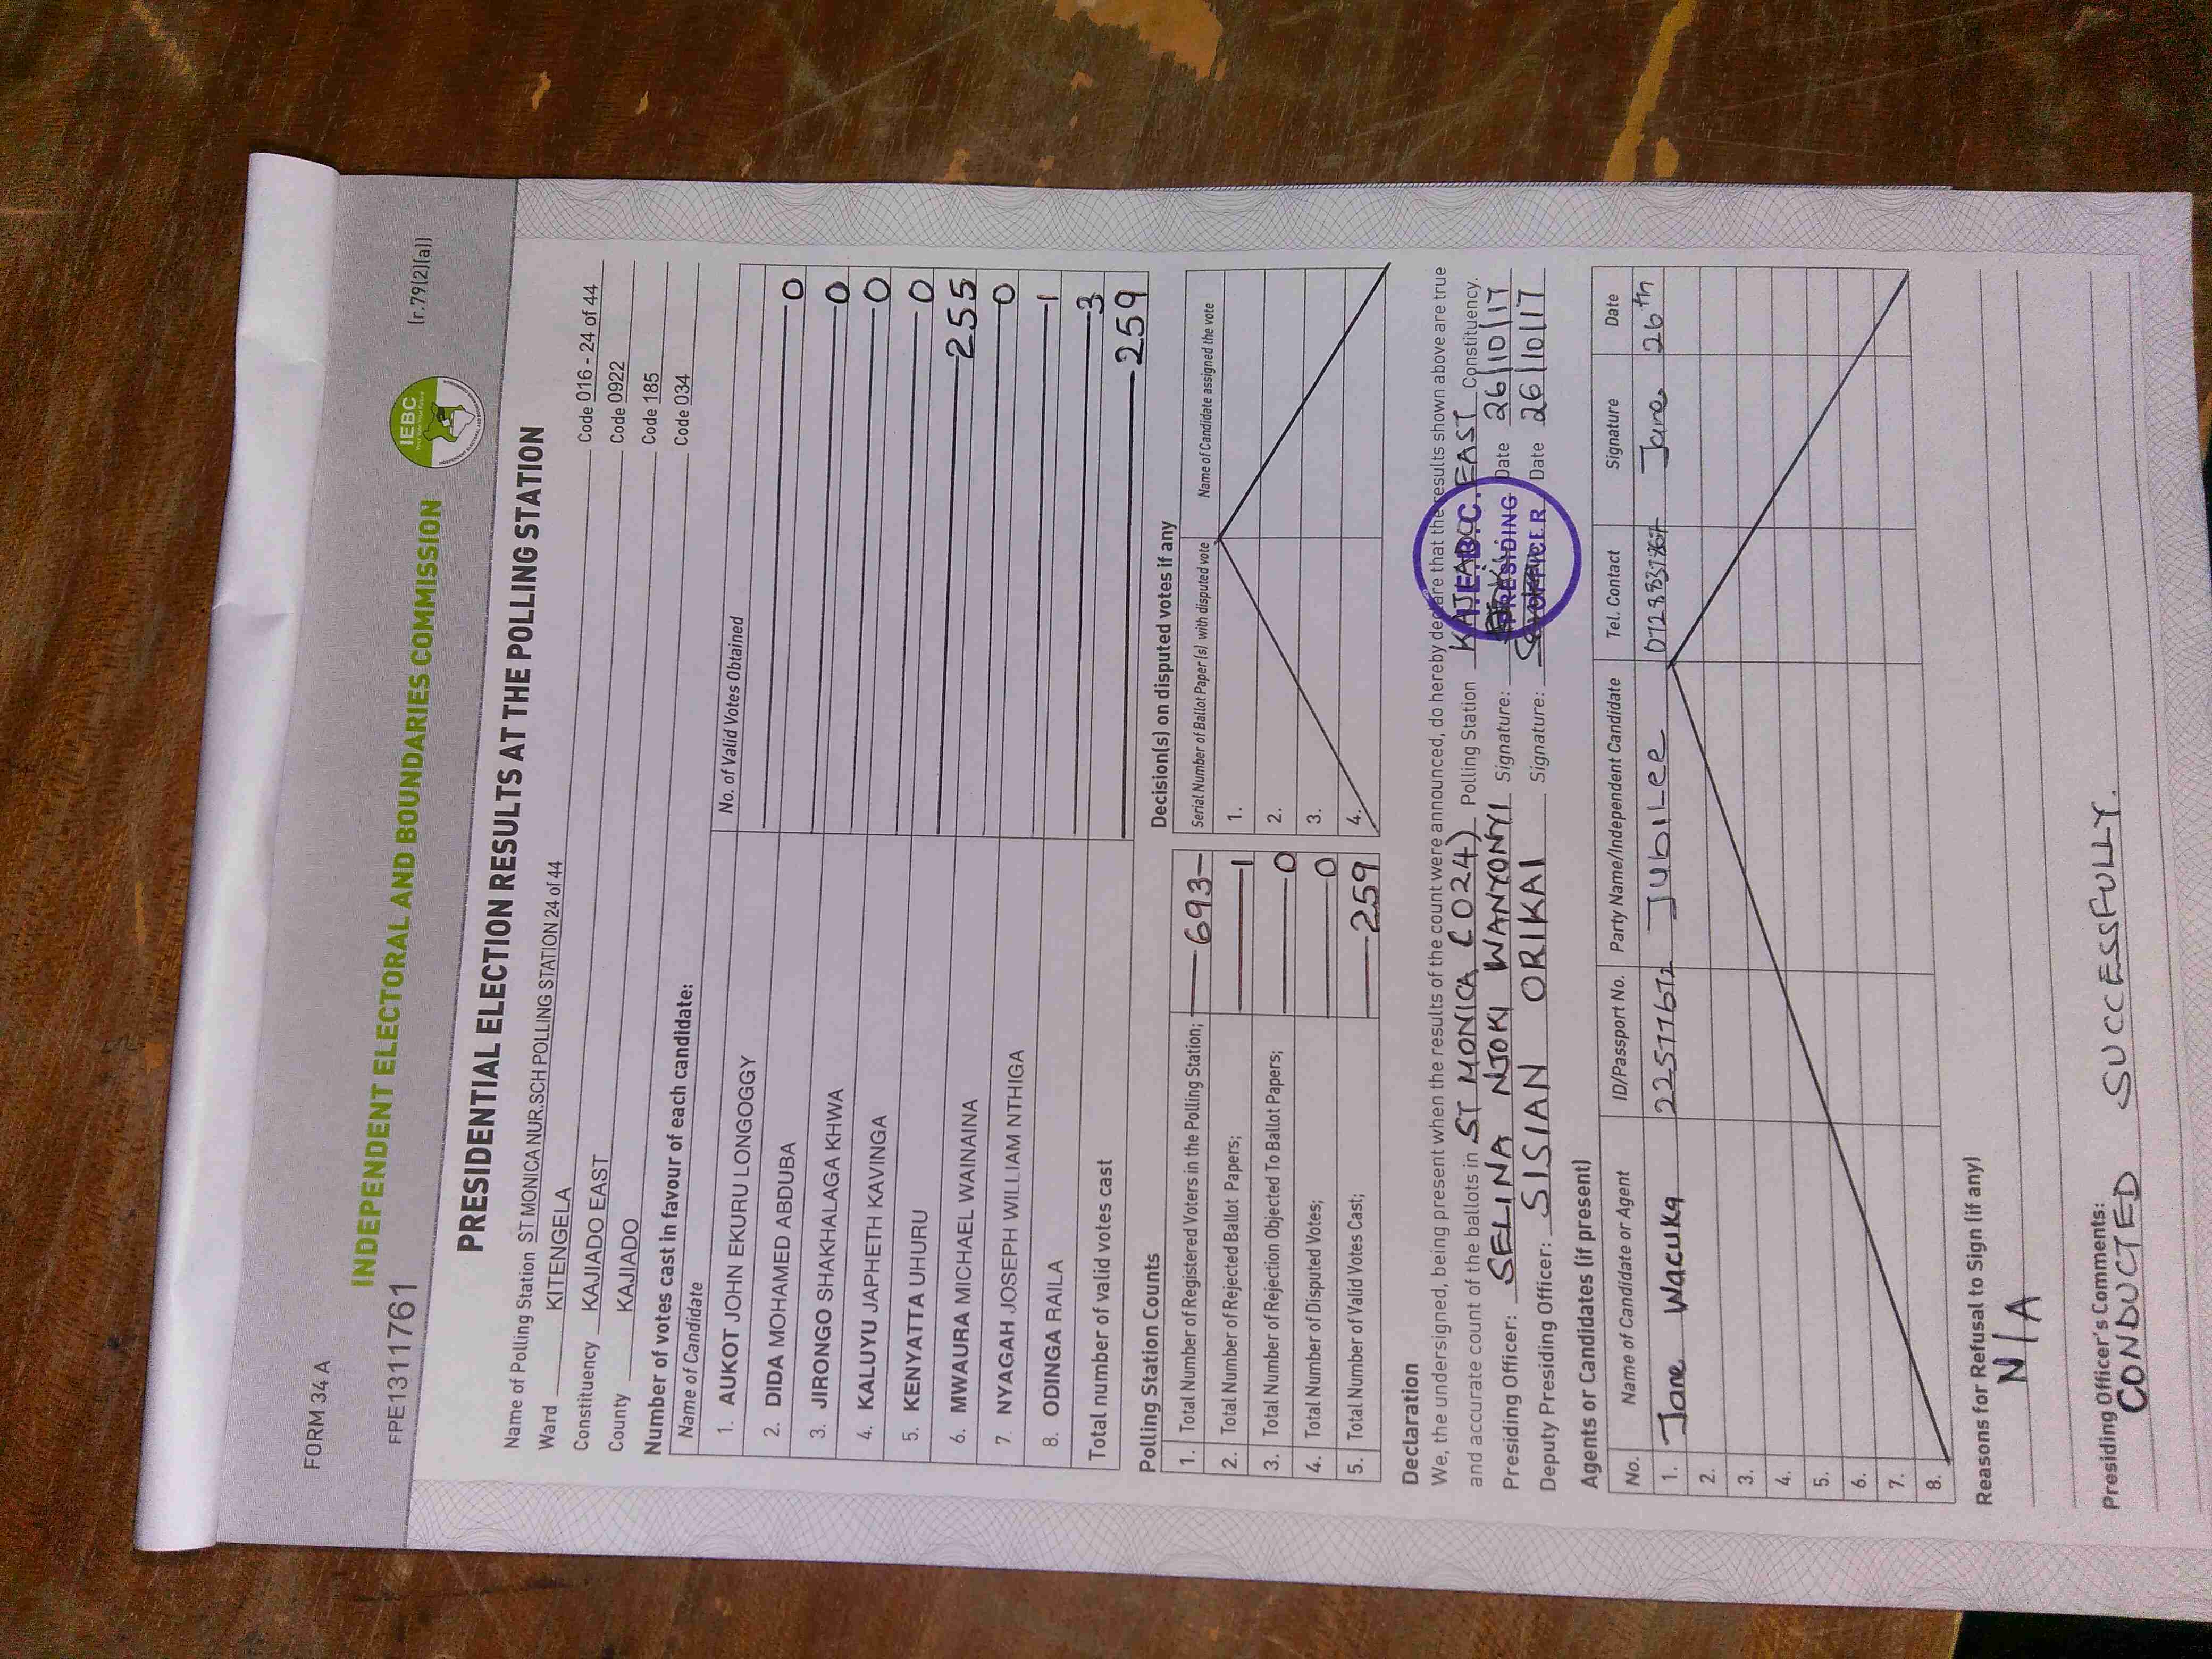 FORM 34 A
(r.79(2)(a))
FPE1311761
INDEPENDENT ELECTORAL AND BOUNDARIES COMMISSION
IEBC
PRESIDENTIAL ELECTION RESULTS AT THE POLLING STATION
Name of Polling Station ST MONICA NUR.SCH POLLING STATION 24 of 44 Code 016 - 24 of 44
Ward KITENGELA Code 0922
Constituency KAJIADO EAST Code 185
County KAJIADO Code 034
Number of votes cast in favour of each candidate:
Name of Candidate No. of Valid Votes Obtained
1. AUKOT JOHN EKURU LONGOGGY 0
2. DIDA MOHAMED ABDUBA 0
3. JIRONGO SHAKHALAGA KHWA 0
4. KALUYU JAPHETH KAVINGA 0
5. KENYATTA UHURU 255
6. MWAURA MICHAEL WAINAINA 0
7. NYAGAH JOSEPH WILLIAM NTHIGA 1
8. ODINGA RAILA 3
Total number of valid votes cast 259
Polling Station Counts
1. Total Number of Registered Voters in the Polling Station; 693
2. Total Number of Rejected Ballot Papers; 1
3. Total Number of Rejection Objected To Ballot Papers; 0
4. Total Number of Disputed Votes; 0
5. Total Number of Valid Votes Cast; 259
Decision(s) on disputed votes if any
Serial Number of Ballot Paper (s) with disputed vote Name of Candidate assigned the vote
1.
2.
3.
4.
Declaration
We, the undersigned, being present when the results of the count were announced, do hereby declare that the results shown above are true
and accurate count of the ballots in ST MONICA (024) Polling Station KAJIADO EAST Constituency.
Presiding Officer: SELINA NJOKI WANYONYI Signature: Date 26/10/17
Deputy Presiding Officer: SISIAN ORIKAI Signature: Date 26/10/17
I.E.B.C.
PRESIDING
OFFICER
Agents or Candidates (if present)
No. Name of Candidate or Agent ID/Passport No. Party Name/Independent Candidate Tel. Contact Signature Date
1. Jane Wacuka Jubilee Jane 26th
2.
3.
4.
5.
6.
7.
8.
Reasons for Refusal to Sign (if any)
N/A
Presiding Officer's Comments:
CONDUCTED SUCCESSFULLY.